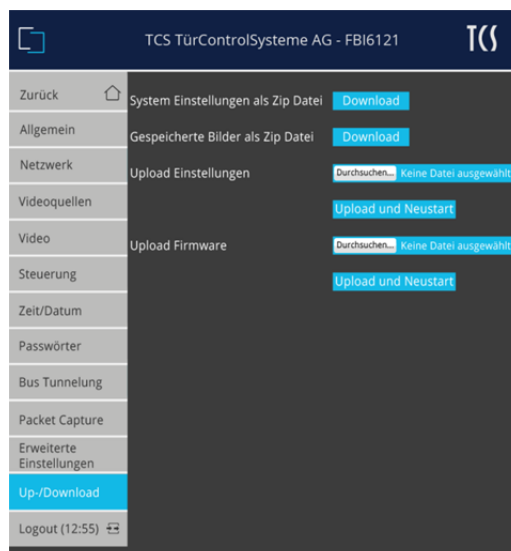 TCS TürControlSysteme AG - FBI6121
TCS
Zurück
Allgemein
Netzwerk
Videoquellen
Video
Steuerung
Zeit/Datum
Passwörter
Bus Tunnelung
Packet Capture
Erweiterte
Einstellungen
Up-/Download
Logout (12:55)
System Einstellungen als Zip Datei Download
Gespeicherte Bilder als Zip Datei Download
Upload Einstellungen Durchsuchen... Keine Datei ausgewählt
Upload und Neustart
Upload Firmware Durchsuchen... Keine Datei ausgewählt
Upload und Neustart